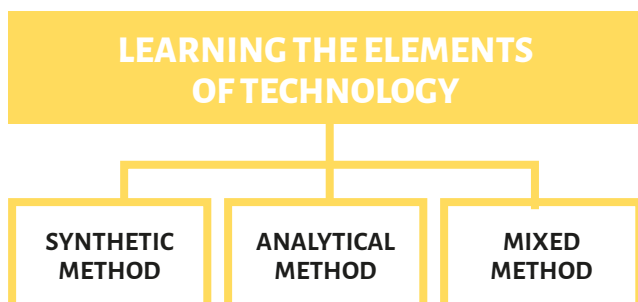 LEARNING THE ELEMENTS
OF TECHNOLOGY
SYNTHETIC
METHOD
ANALYTICAL
METHOD
MIXED
METHOD